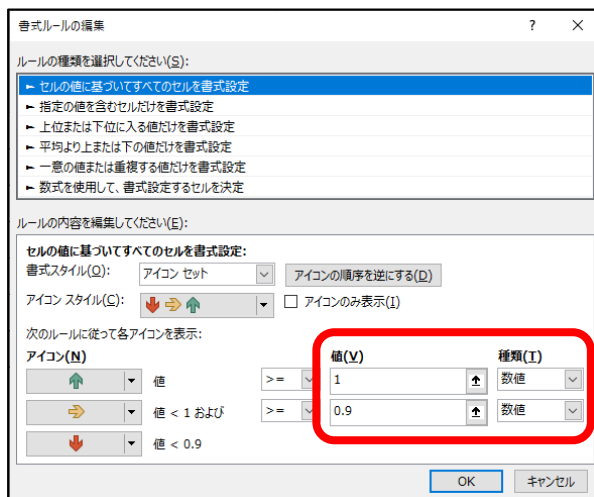 書式ルールの編集 ? ×
ルールの種類を選択してください(S):
► セルの値に基づいてすべてのセルを書式設定
► 指定の値を含むセルだけを書式設定
► 上位または下位に入る値だけを書式設定
► 平均より上または下の値だけを書式設定
► 一意の値または重複する値だけを書式設定
► 数式を使用して、書式設定するセルを決定
ルールの内容を編集してください(E):
セルの値に基づいてすべてのセルを書式設定:
書式スタイル(O): アイコン セット アイコンの順序を逆にする(D)
アイコン スタイル(C): アイコンのみ表示(I)
次のルールに従って各アイコンを表示:
アイコン(N) 値(V) 種類(T)
値 >= 1 数値
値 < 1 および >= 0.9 数値
値 < 0.9
OK キャンセル